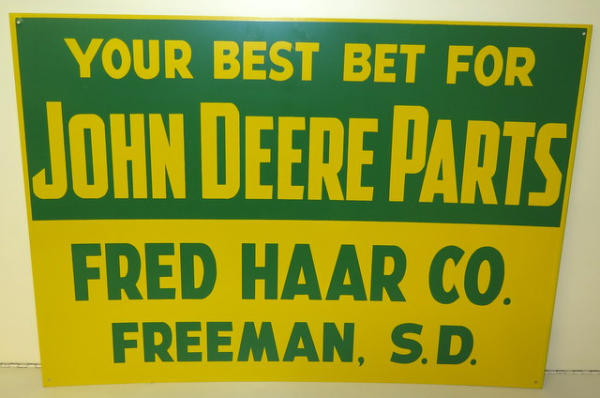 YOUR BEST BET FOR
JOHN DEERE PARTS
FRED HAAR CO.
FREEMAN, S.D.